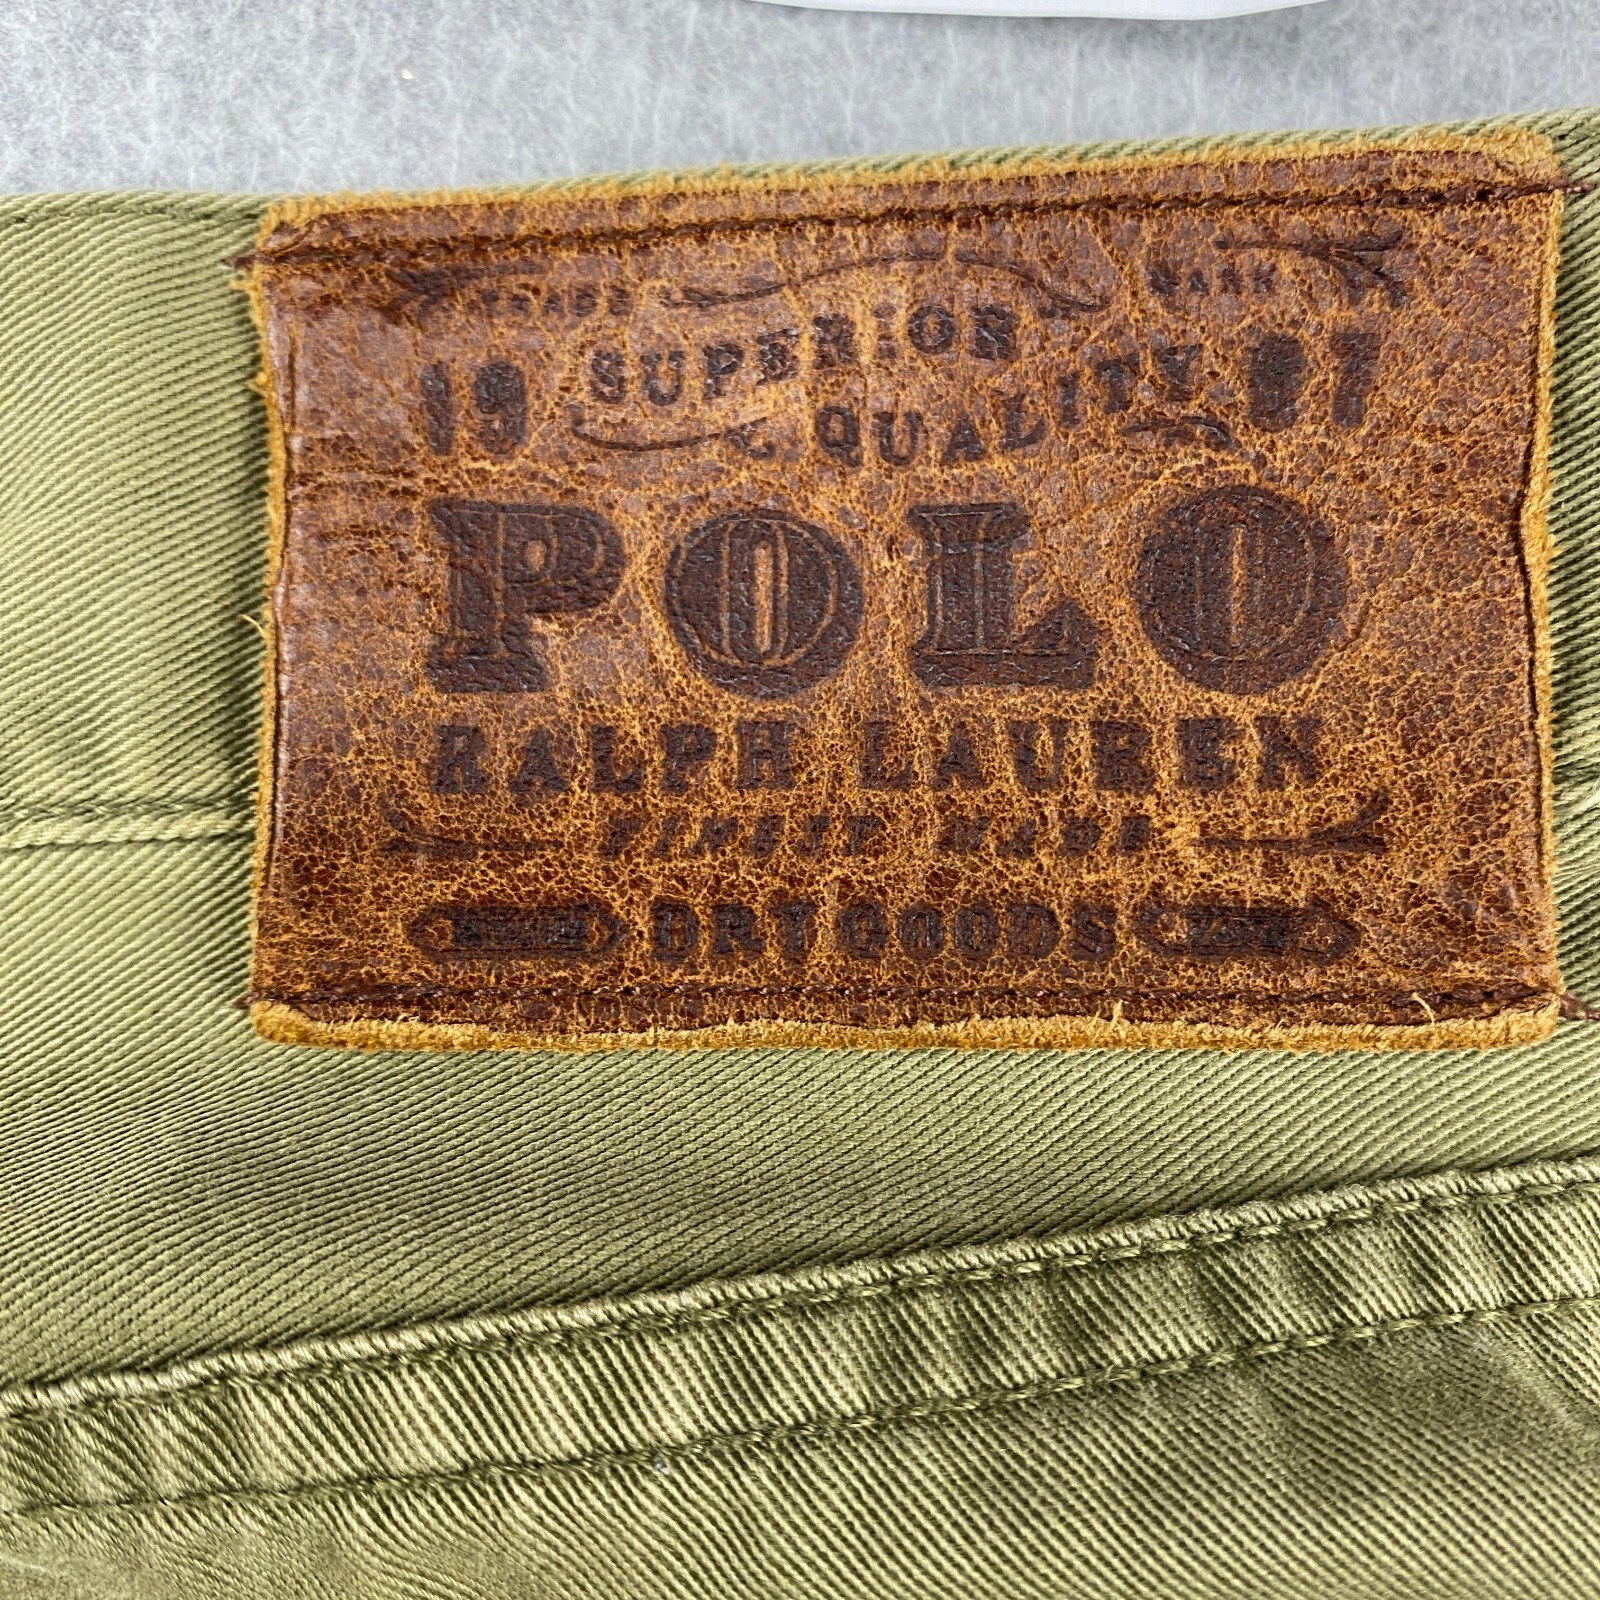 TRADE MARK
19 SUPERIOR 67
& QUALITY
POLO
RALPH LAUREN
FINEST MADE
DRY GOODS